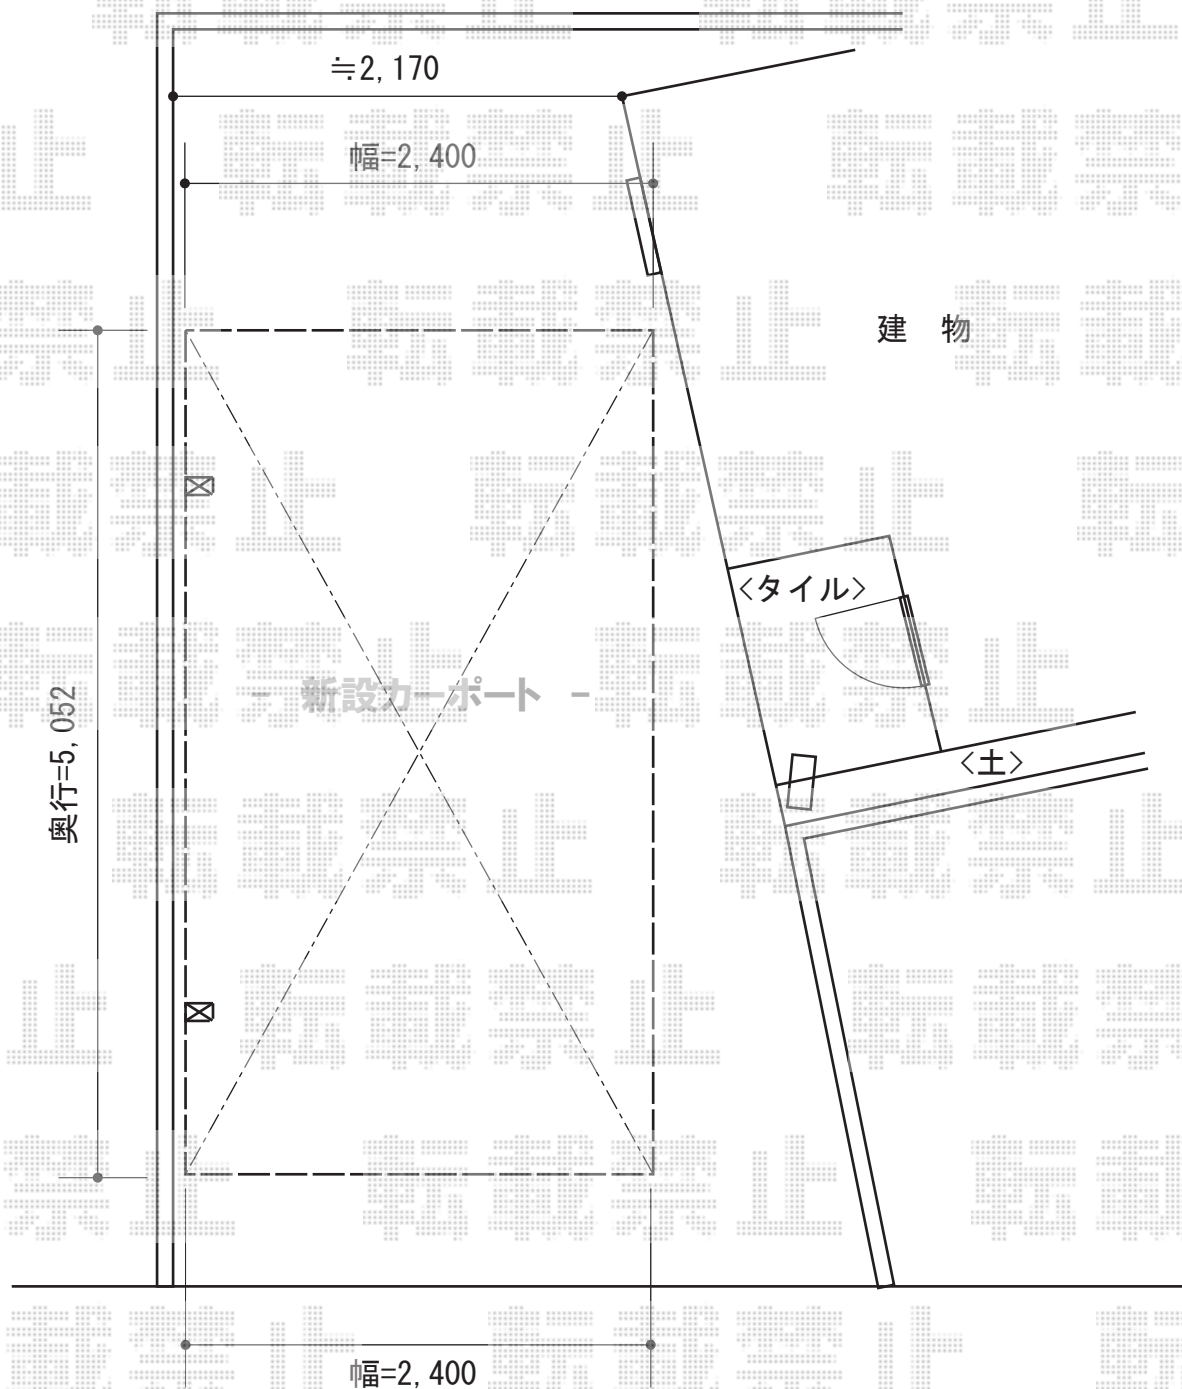 ≒2,170
幅=2,400
建 物
<タイル>
- 新設カーポート -
奥行=5,052
<土>
幅=2,400
転載禁止